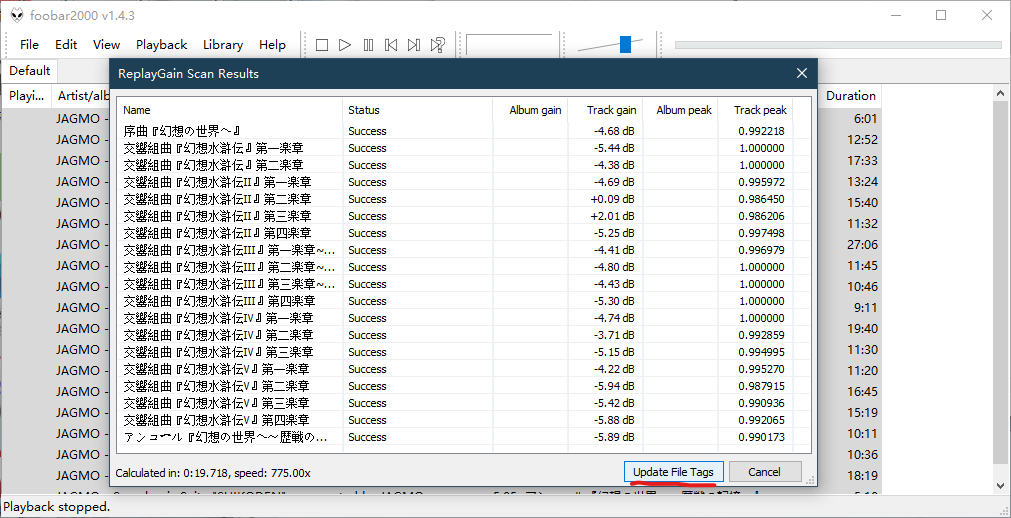 foobar2000 v1.4.3
File Edit View Playback Library Help
Default
Playi... Artist/alb Duration
ReplayGain Scan Results
Name Status Album gain Track gain Album peak Track peak
序曲『幻想の世界へ』 Success -4.68 dB 0.992218
交響組曲『幻想水滸伝』第一楽章 Success -5.44 dB 1.000000
交響組曲『幻想水滸伝』第二楽章 Success -4.38 dB 1.000000
交響組曲『幻想水滸伝II』第一楽章 Success -4.69 dB 0.995972
交響組曲『幻想水滸伝II』第二楽章 Success +0.09 dB 0.986450
交響組曲『幻想水滸伝II』第三楽章 Success +2.01 dB 0.986206
交響組曲『幻想水滸伝II』第四楽章 Success -5.25 dB 0.997498
交響組曲『幻想水滸伝III』第一楽章~... Success -4.41 dB 0.996979
交響組曲『幻想水滸伝III』第二楽章~... Success -4.80 dB 1.000000
交響組曲『幻想水滸伝III』第三楽章~... Success -4.43 dB 1.000000
交響組曲『幻想水滸伝III』第四楽章 Success -5.30 dB 1.000000
交響組曲『幻想水滸伝IV』第一楽章 Success -4.74 dB 1.000000
交響組曲『幻想水滸伝IV』第二楽章 Success -3.71 dB 0.992859
交響組曲『幻想水滸伝IV』第三楽章 Success -5.15 dB 0.994995
交響組曲『幻想水滸伝V』第一楽章 Success -4.22 dB 0.995270
交響組曲『幻想水滸伝V』第二楽章 Success -5.94 dB 0.987915
交響組曲『幻想水滸伝V』第三楽章 Success -5.42 dB 0.990936
交響組曲『幻想水滸伝V』第四楽章 Success -5.88 dB 0.992065
アンコール『幻想の世界へ~歴戦の... Success -5.89 dB 0.990173
Calculated in: 0:19.718, speed: 775.00x
Update File Tags Cancel
JAGMO - 6:01
JAGMO - 12:52
JAGMO - 17:33
JAGMO - 13:24
JAGMO - 15:40
JAGMO - 11:32
JAGMO - 27:06
JAGMO - 11:45
JAGMO - 10:46
JAGMO - 9:11
JAGMO - 19:40
JAGMO - 11:30
JAGMO - 11:20
JAGMO - 16:45
JAGMO - 15:19
JAGMO - 10:11
JAGMO - 10:36
JAGMO - 18:19
Playback stopped.